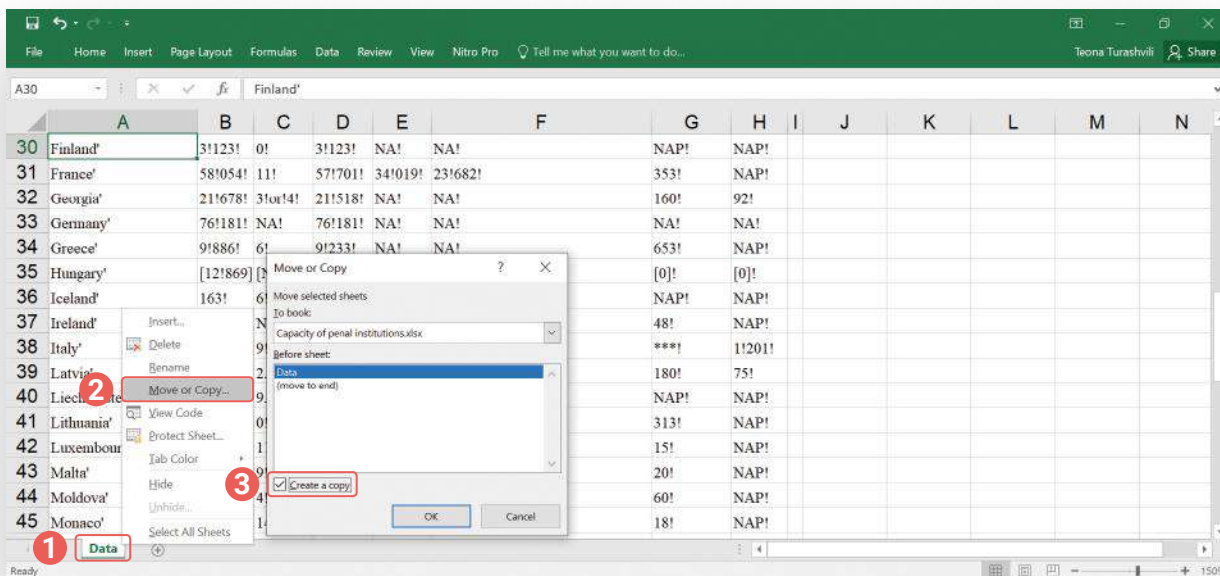 File Home Insert Page Layout Formulas Data Review View Nitro Pro Tell me what you want to do... Teona Turashvili Share
A30 fx Finland'
A B C D E F G H I J K L M N
30 Finland' 3!123! 0! 3!123! NA! NA! NAP! NAP!
31 France' 58!054! 11! 57!701! 34!019! 23!682! 353! NAP!
32 Georgia' 21!678! 3!or!4! 21!518! NA! NA! 160! 92!
33 Germany' 76!181! NA! 76!181! NA! NA! NA! NA!
34 Greece' 9!886! 6! 9!233! NA! NA! 653! NAP!
35 Hungary' [12!869] [0]! [0]!
36 Iceland' 163! 6! NAP! NAP!
37 Ireland' 48! NAP!
38 Italy' ***! 1!201!
39 Latvia' 180! 75!
40 NAP! NAP!
41 Lithuania' 0! 313! NAP!
42 Luxembour 15! NAP!
43 Malta' 20! NAP!
44 Moldova' 60! NAP!
45 Monaco' 18! NAP!
Insert...
Delete
Rename
2 Move or Copy...
View Code
Protect Sheet...
Tab Color
Hide
Unhide...
Select All Sheets
Move or Copy ?
Move selected sheets
To book:
Capacity of penal institutions.xlsx
Before sheet:
Data
(move to end)
3 Create a copy
OK Cancel
1 Data
Ready 150%